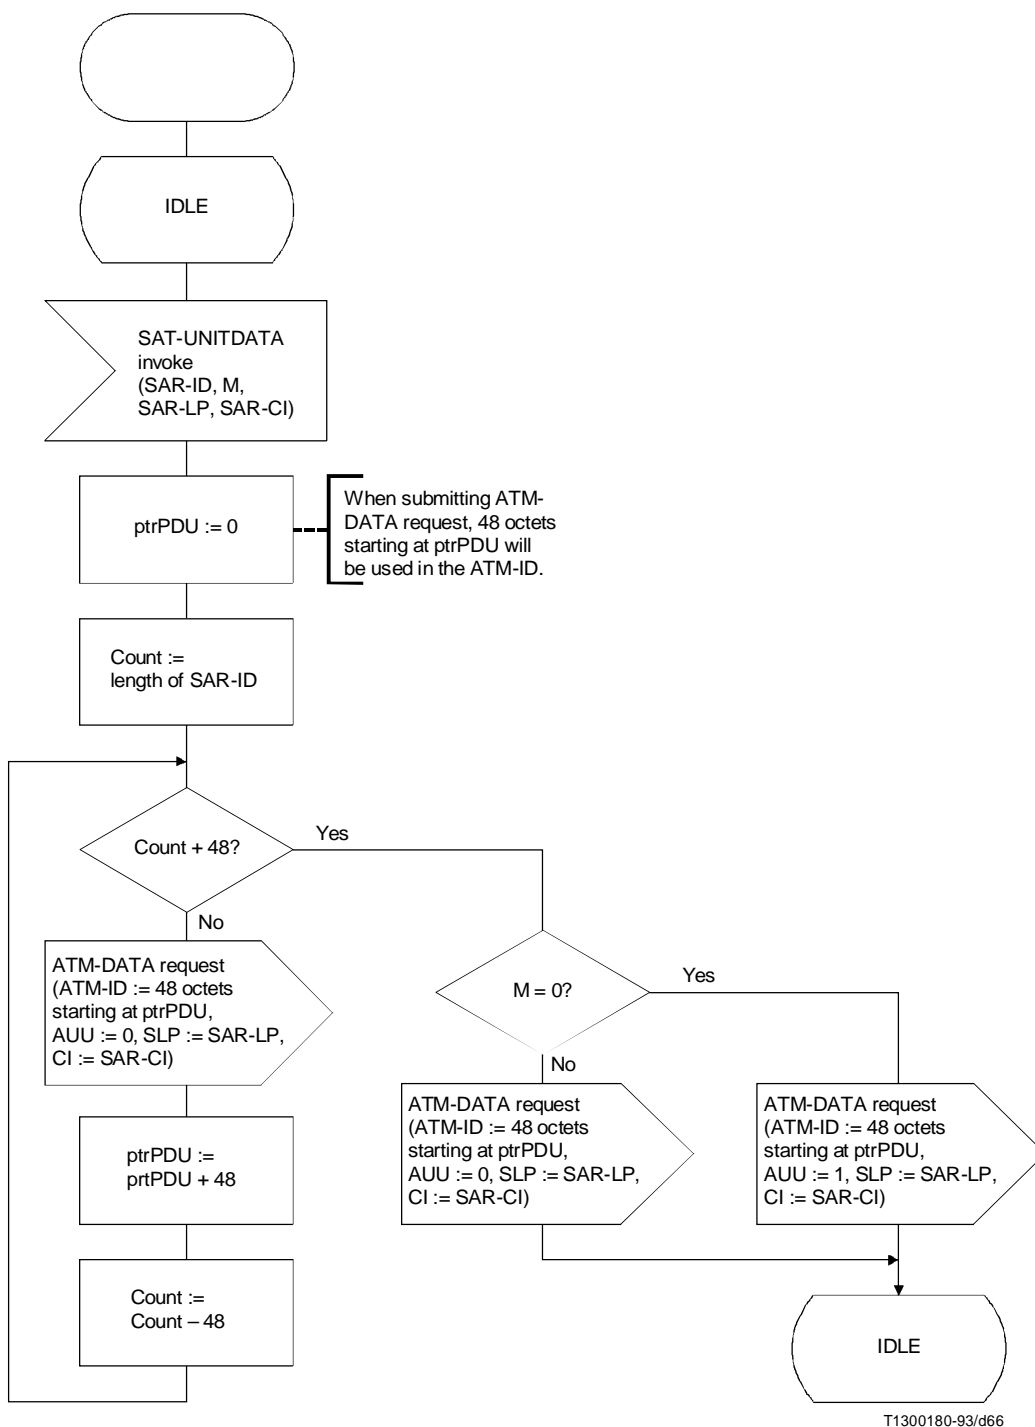 IDLE
SAT-UNITDATA
invoke
(SAR-ID, M,
SAR-LP, SAR-CI)
ptrPDU := 0
When submitting ATM-
DATA request, 48 octets
starting at ptrPDU will
be used in the ATM-ID.
Count :=
length of SAR-ID
Count + 48?
Yes
No
ATM-DATA request
(ATM-ID := 48 octets
starting at ptrPDU,
AUU := 0, SLP := SAR-LP,
CI := SAR-CI)
ptrPDU :=
prtPDU + 48
Count :=
Count – 48
M = 0?
Yes
No
ATM-DATA request
(ATM-ID := 48 octets
starting at ptrPDU,
AUU := 0, SLP := SAR-LP,
CI := SAR-CI)
ATM-DATA request
(ATM-ID := 48 octets
starting at ptrPDU,
AUU := 1, SLP := SAR-LP,
CI := SAR-CI)
IDLE
T1300180-93/d66